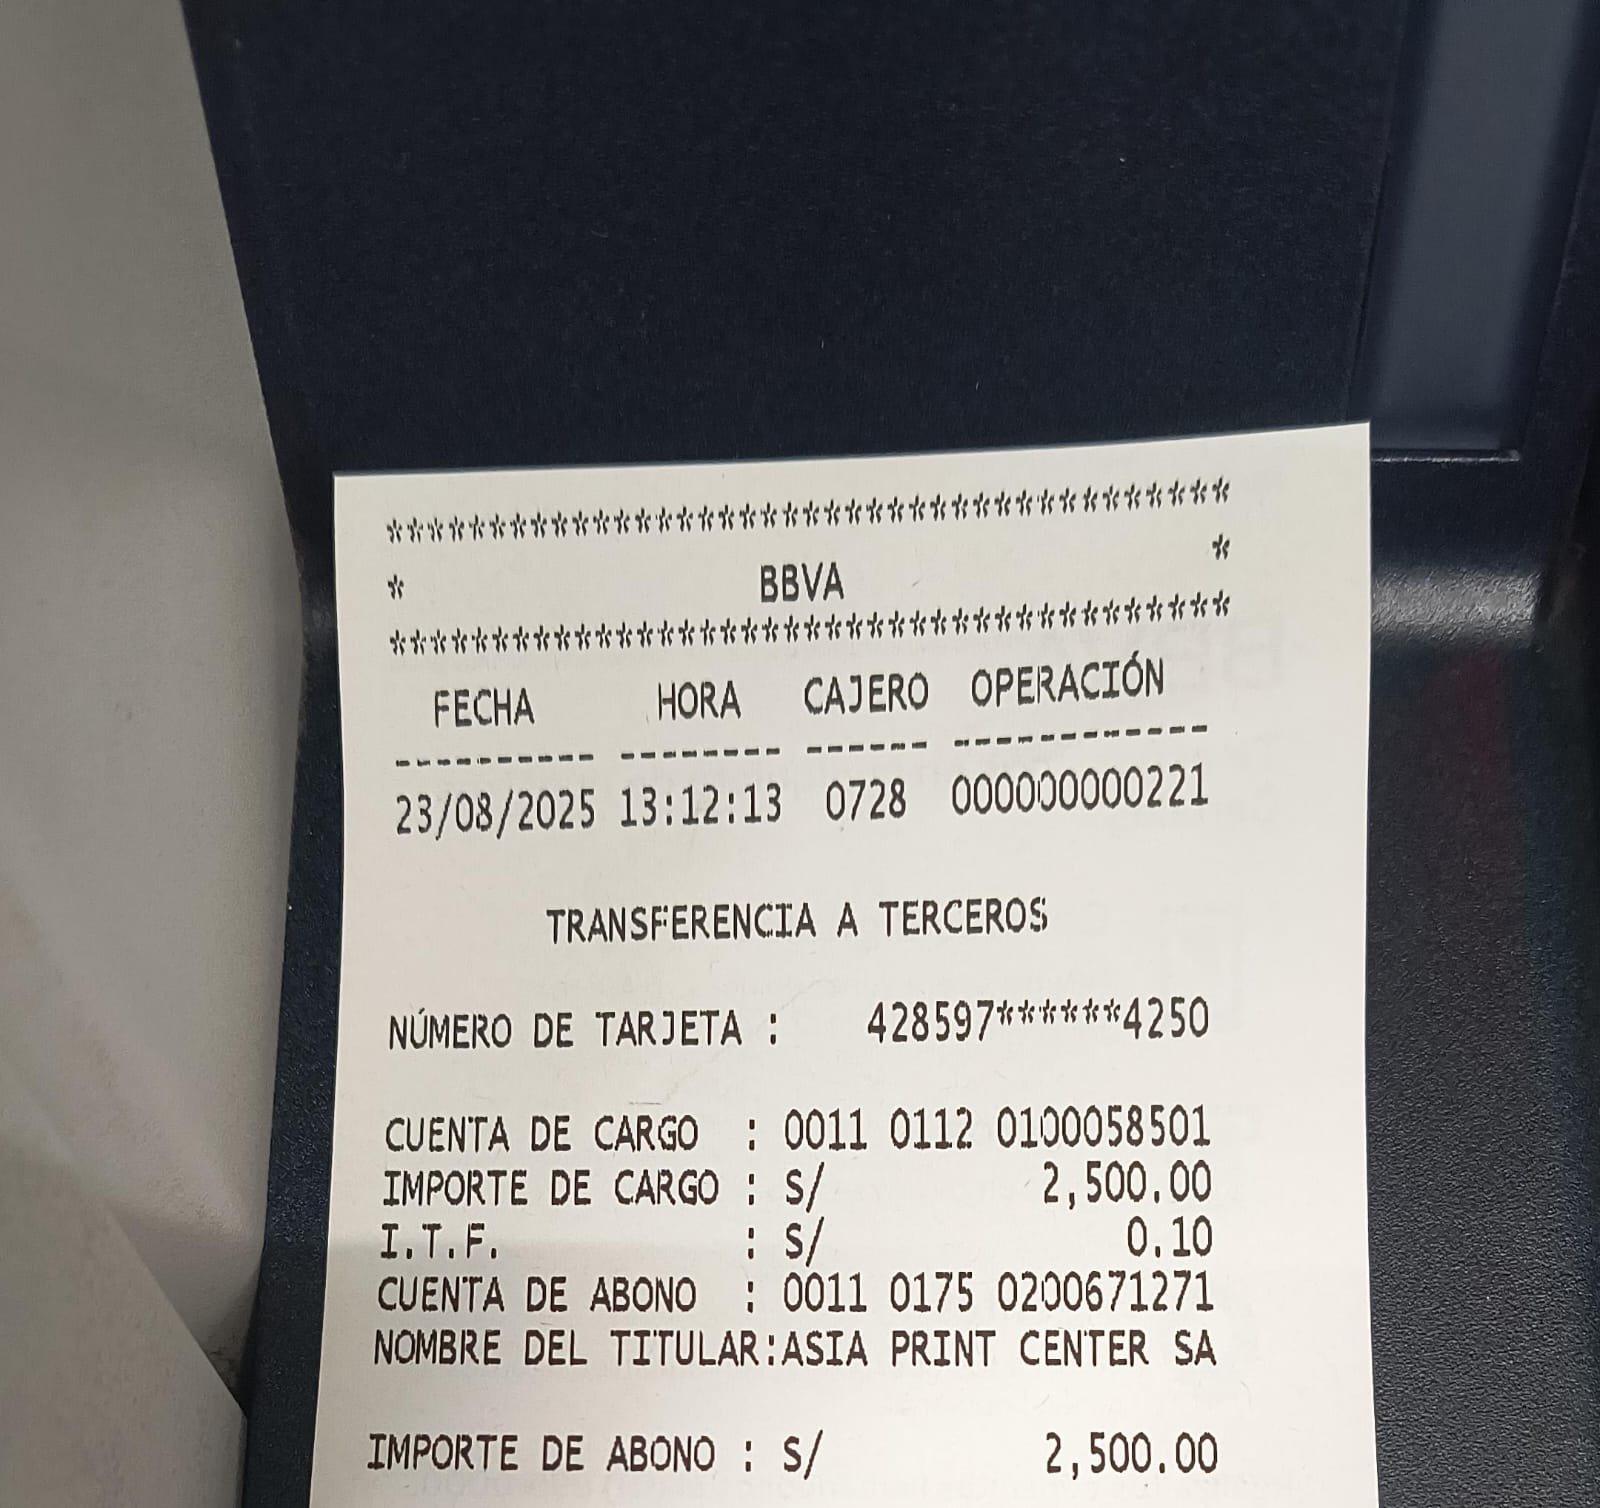 ****************************************
* BBVA *
****************************************
FECHA HORA CAJERO OPERACIÓN
---------- -------- ------ ------------
23/08/2025 13:12:13 0728 000000000221
TRANSFERENCIA A TERCEROS
NÚMERO DE TARJETA : 428597******4250
CUENTA DE CARGO : 0011 0112 0100058501
IMPORTE DE CARGO : S/ 2,500.00
I.T.F. : S/ 0.10
CUENTA DE ABONO : 0011 0175 0200671271
NOMBRE DEL TITULAR:ASIA PRINT CENTER SA
IMPORTE DE ABONO : S/ 2,500.00